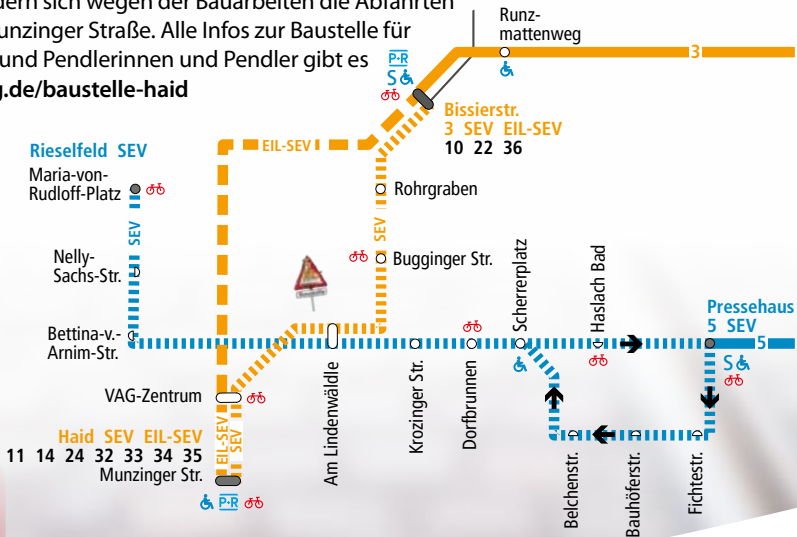 dern sich wegen der Bauarbeiten die Abfahrten
unzinger Straße. Alle Infos zur Baustelle für
und Pendlerinnen und Pendler gibt es
g.de/baustelle-haid
Runz-
mattenweg
P+R
S
3
Bissierstr.
3 SEV EIL-SEV
10 22 36
EIL-SEV
Rieselfeld SEV
Maria-von-
Rudloff-Platz
SEV
Rohrgraben
SEV
Bugginger Str.
Nelly-
Sachs-Str.
Scherrerplatz
Haslach Bad
Pressehaus
5 SEV
5
S
Bettina-v.-
Arnim-Str.
Am Lindenwäldle
Krozinger Str.
Dorfbrunnen
VAG-Zentrum
EIL-SEV
SEV
Haid SEV EIL-SEV
11 14 24 32 33 34 35
Munzinger Str.
P+R
Belchenstr.
Bauhöferstr.
Fichtestr.